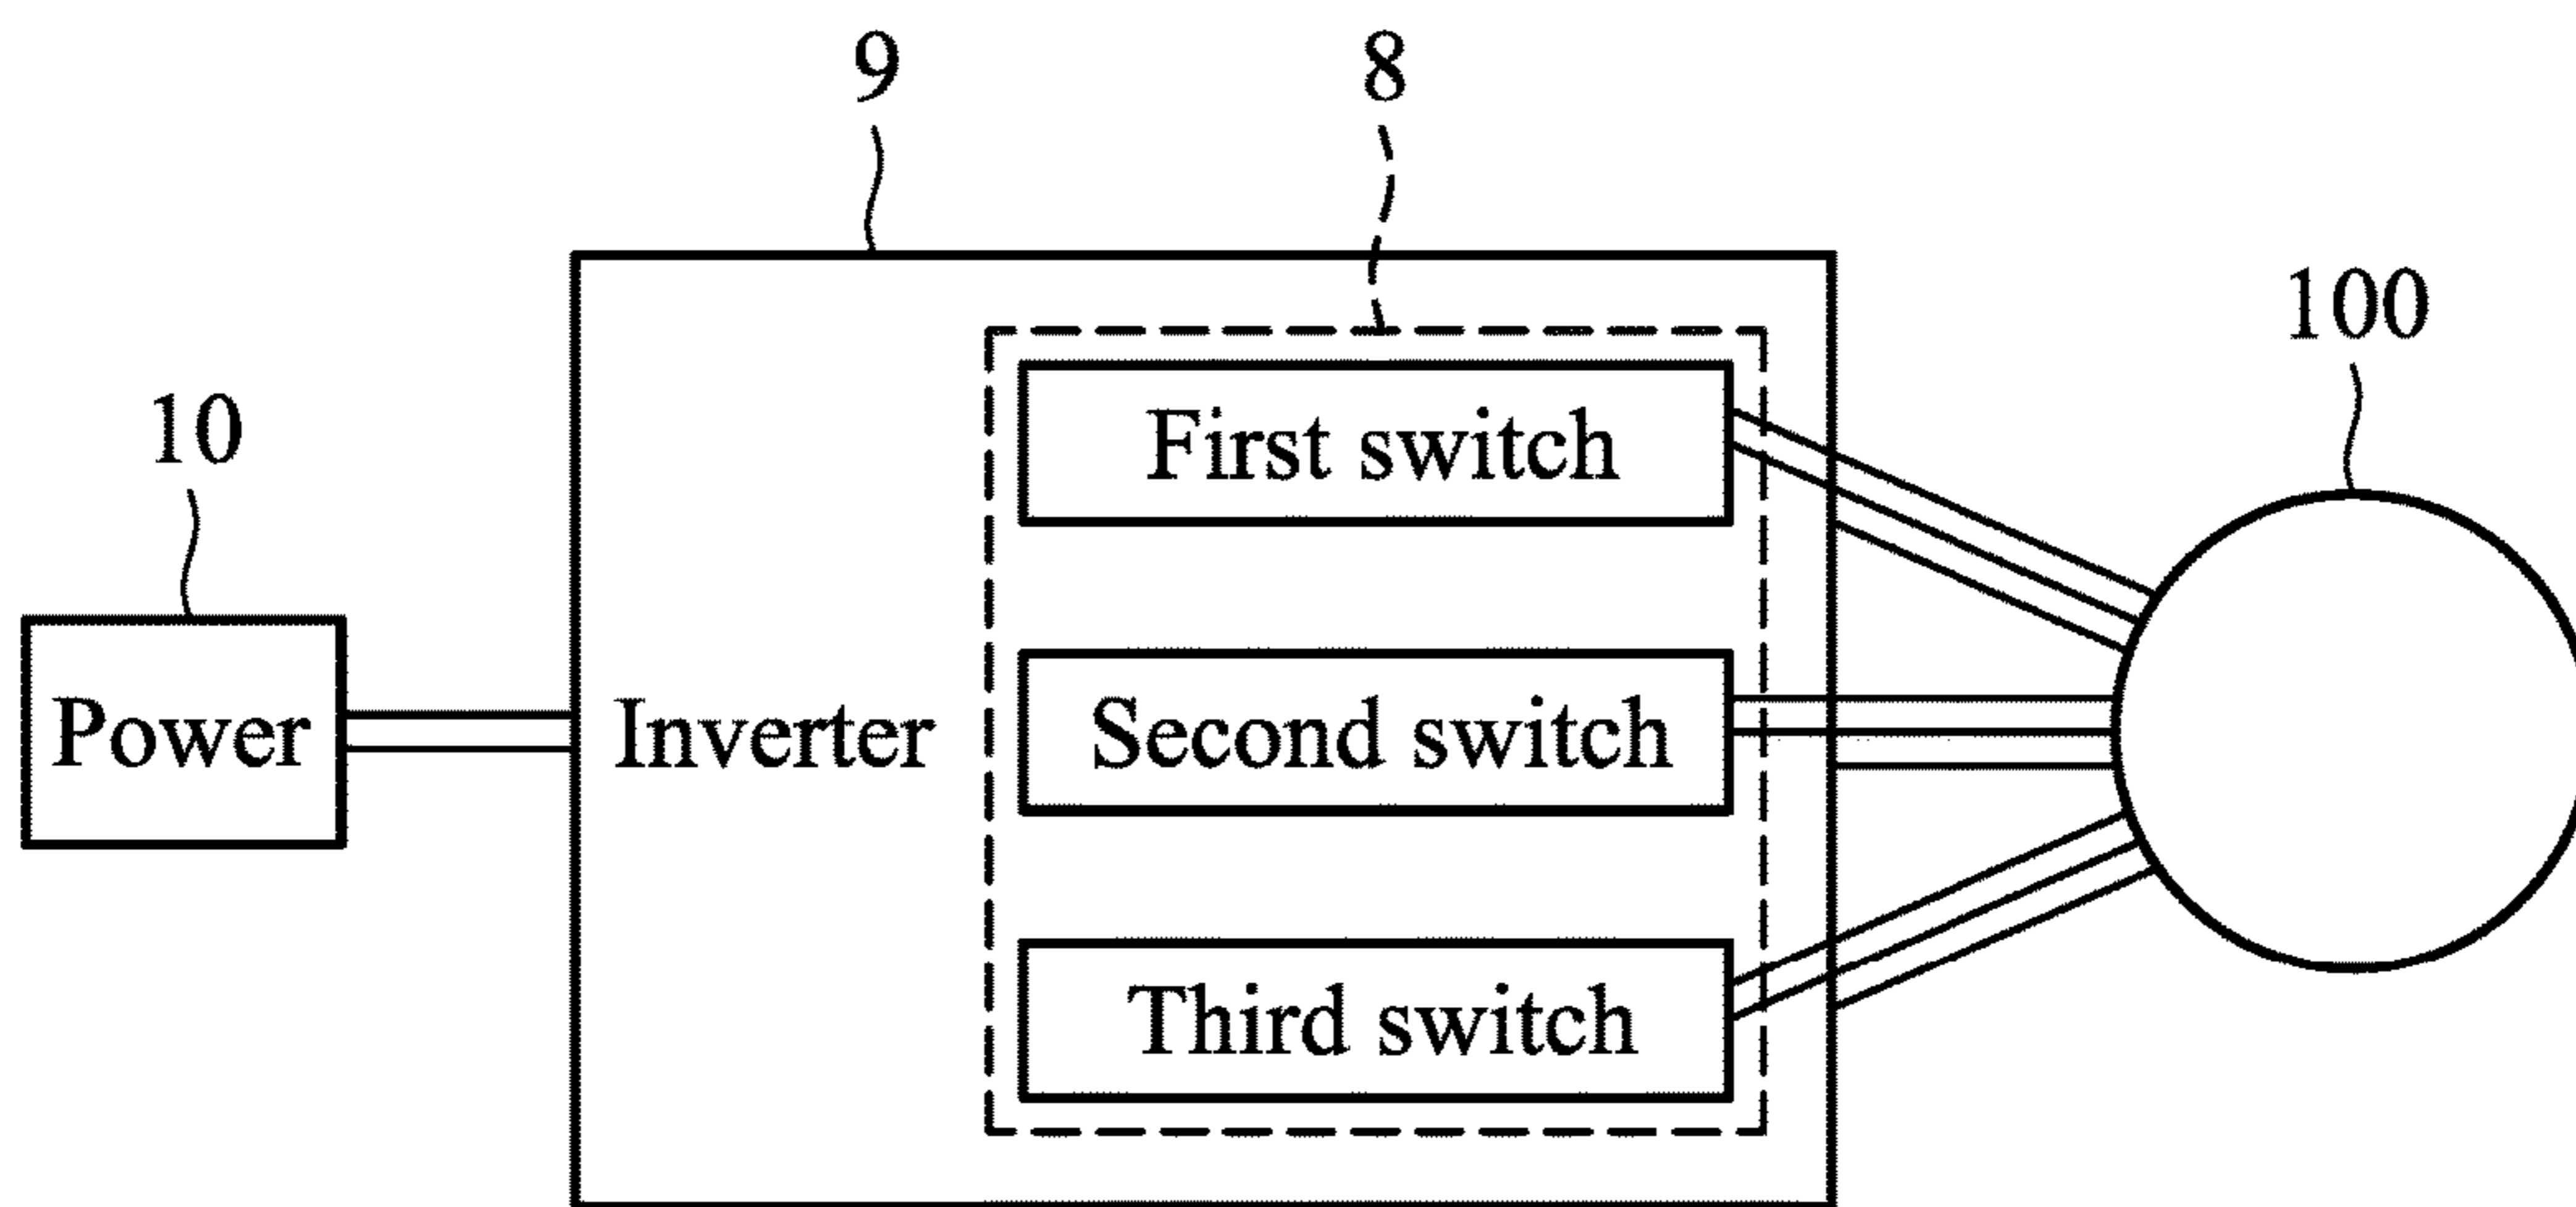 9
8
100
10
First switch
Power
Inverter
Second switch
Third switch